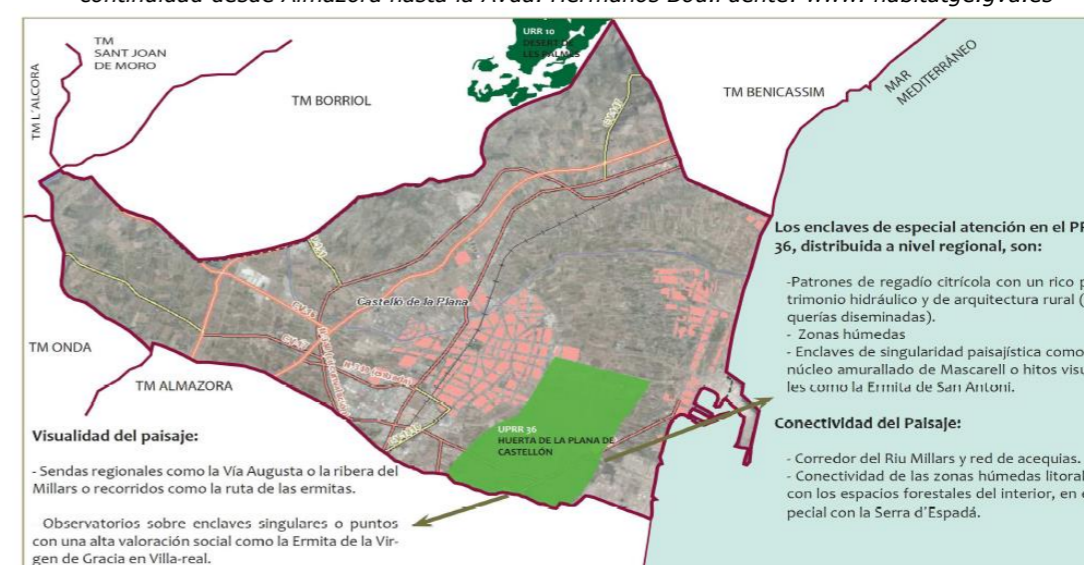 continuidad desde Almazora hasta la Avda. Hermanos Bou. Fuente: www. habitatge.gva.es
TM
SANT JOAN
DE MORO
TM L´ALCORA
TM BORRIOL
URR 10
DESERT DE
LES PALMES
TM BENICASSIM
MAR
MEDITERRÁNEO
Castelló de la Plana
TM ONDA
TM ALMAZORA
UPRR 36
HUERTA DE LA PLANA DE
CASTELLÓN
Los enclaves de especial atención en el
36, distribuida a nivel regional, son:
-Patrones de regadío citrícola con un rico
trimonio hidráulico y de arquitectura rural
querías diseminadas).
- Zonas húmedas
- Enclaves de singularidad paisajística como
núcleo amurallado de Mascarell o hitos
les como la Ermita de San Antoni.
Conectividad del Paisaje:
- Corredor del Riu Millars y red de acequias.
- Conectividad de las zonas húmedas
con los espacios forestales del interior, en
pecial con la Serra d'Espadá.
Visualidad del paisaje:
- Sendas regionales como la Vía Augusta o la ribera del
Millars o recorridos como la ruta de las ermitas.
Observatorios sobre enclaves singulares o puntos
con una alta valoración social como la Ermita de la Vir-
gen de Gracia en Villa-real.